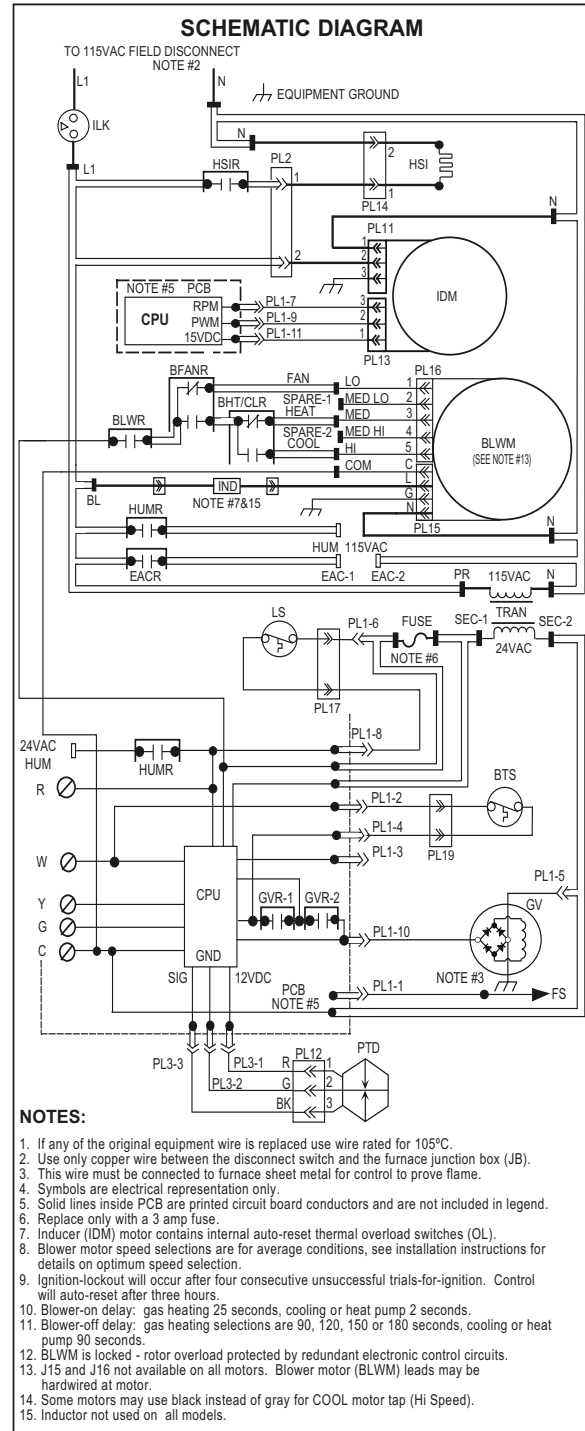 SCHEMATIC DIAGRAM
TO 115VAC FIELD DISCONNECT
NOTE #2
L1
N
EQUIPMENT GROUND
ILK
N
L1
HSIR
PL2
1
2
HSI
1
PL14
N
PL11
2
1
2
3
IDM
NOTE #5 PCB
CPU
RPM
PWM
15VDC
PL1-7
PL1-9
PL1-11
3
2
1
PL13
BFANR
PL16
FAN
LO
1
SPARE-1
MED LO
2
BHT/CLR
HEAT
MED
3
BLWR
SPARE-2
MED HI
4
COOL
HI
5
COM
C
BLWM
(SEE NOTE #13)
BL
IND
L
NOTE #7&15
G
N
PL15
N
HUMR
HUM 115VAC
EACR
EAC-1
EAC-2
PR
115VAC
N
TRAN
LS
PL1-6
FUSE
SEC-1
SEC-2
24VAC
NOTE #6
PL17
PL1-8
24VAC
HUM
HUMR
R
BTS
PL1-2
PL1-4
W
PL1-3
PL19
CPU
PL1-5
Y
GVR-1
GVR-2
GV
G
PL1-10
C
GND
NOTE #3
SIG
12VDC
PCB
NOTE #5
PL1-1
FS
PL12
PTD
PL3-3
PL3-1
R
1
PL3-2
G
2
BK
3
NOTES:
1. If any of the original equipment wire is replaced use wire rated for 105ºC.
2. Use only copper wire between the disconnect switch and the furnace junction box (JB).
3. This wire must be connected to furnace sheet metal for control to prove flame.
4. Symbols are electrical representation only.
5. Solid lines inside PCB are printed circuit board conductors and are not included in legend.
6. Replace only with a 3 amp fuse.
7. Inducer (IDM) motor contains internal auto-reset thermal overload switches (OL).
8. Blower motor speed selections are for average conditions, see installation instructions for
details on optimum speed selection.
9. Ignition-lockout will occur after four consecutive unsuccessful trials-for-ignition. Control
will auto-reset after three hours.
10. Blower-on delay: gas heating 25 seconds, cooling or heat pump 2 seconds.
11. Blower-off delay: gas heating selections are 90, 120, 150 or 180 seconds, cooling or heat
pump 90 seconds.
12. BLWM is locked - rotor overload protected by redundant electronic control circuits.
13. J15 and J16 not available on all motors. Blower motor (BLWM) leads may be
hardwired at motor.
14. Some motors may use black instead of gray for COOL motor tap (Hi Speed).
15. Inductor not used on all models.